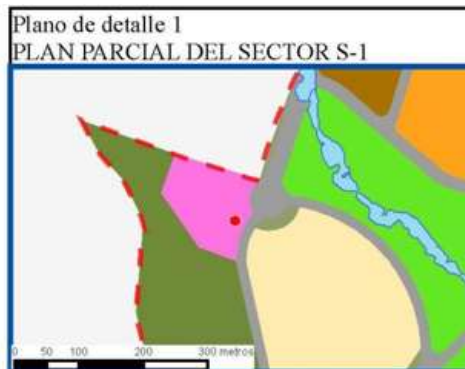 Plano de detalle 1
PLAN PARCIAL DEL SECTOR S-1
0 50 100 200 300 metros